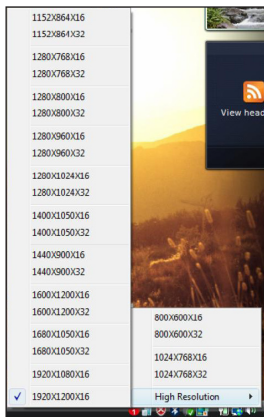 1152X864X16
1152X864X32
1280X768X16
1280X768X32
1280X800X16
1280X800X32
1280X960X16
1280X960X32
1280X1024X16
1280X1024X32
1400X1050X16
1400X1050X32
1440X900X16
1440X900X32
1600X1200X16
1600X1200X32
1680X1050X16
1680X1050X32
1920X1080X16
1920X1200X16
800X600X16
800X600X32
1024X768X16
1024X768X32
High Resolution
View head